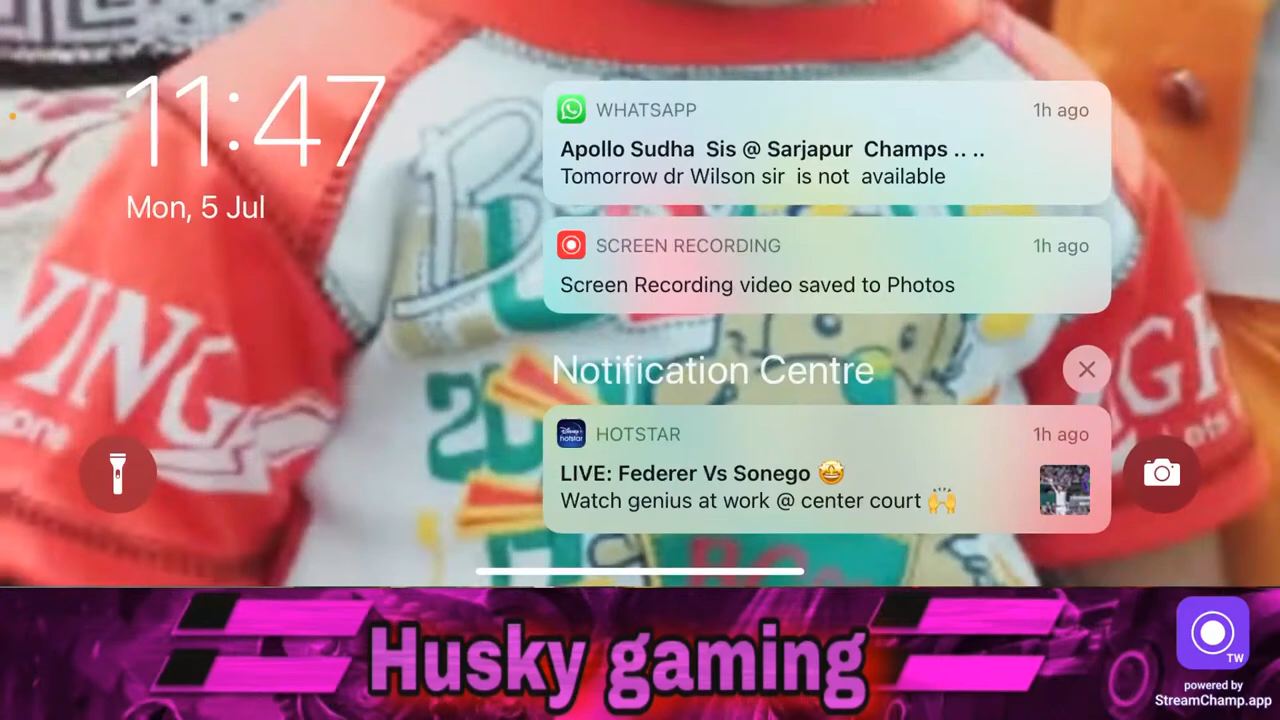 11:47
Mon, 5 Jul
WHATSAPP 1h ago
Apollo Sudha Sis @ Sarjapur Champs .. ..
Tomorrow dr Wilson sir is not available
SCREEN RECORDING 1h ago
Screen Recording video saved to Photos
Notification Centre
HOTSTAR 1h ago
LIVE: Federer Vs Sonego 🤩
Watch genius at work @ center court 🙌
VING
Husky gaming
TW
powered by
StreamChamp.app